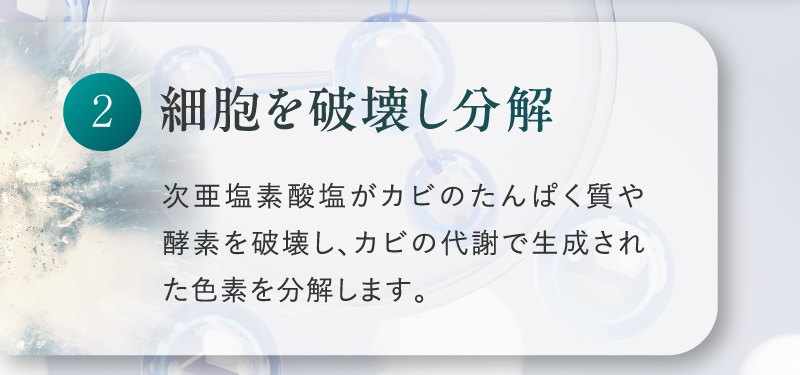 2 細胞を破壊し分解
次亜塩素酸塩がカビのたんぱく質や
酵素を破壊し、カビの代謝で生成され
た色素を分解します。